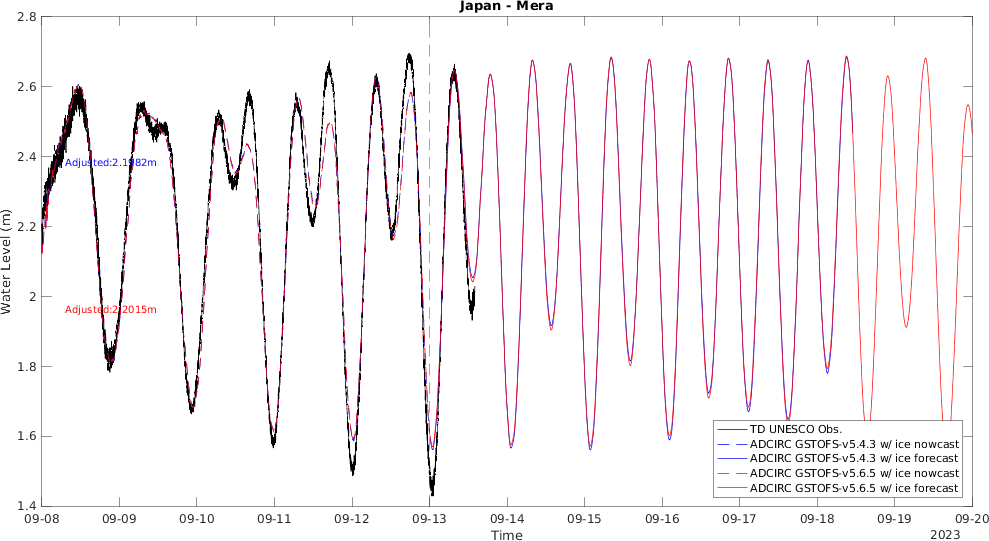 Japan - Mera
2.8
2.6
2.4
2.2
2
1.8
1.6
1.4
Water Level (m)
Adjusted:2.1982m
Adjusted:2.2015m
TD UNESCO Obs.
ADCIRC GSTOFS-v5.4.3 w/ ice nowcast
ADCIRC GSTOFS-v5.4.3 w/ ice forecast
ADCIRC GSTOFS-v5.6.5 w/ ice nowcast
ADCIRC GSTOFS-v5.6.5 w/ ice forecast
09-08 09-09 09-10 09-11 09-12 09-13 09-14 09-15 09-16 09-17 09-18 09-19 09-20
Time
2023